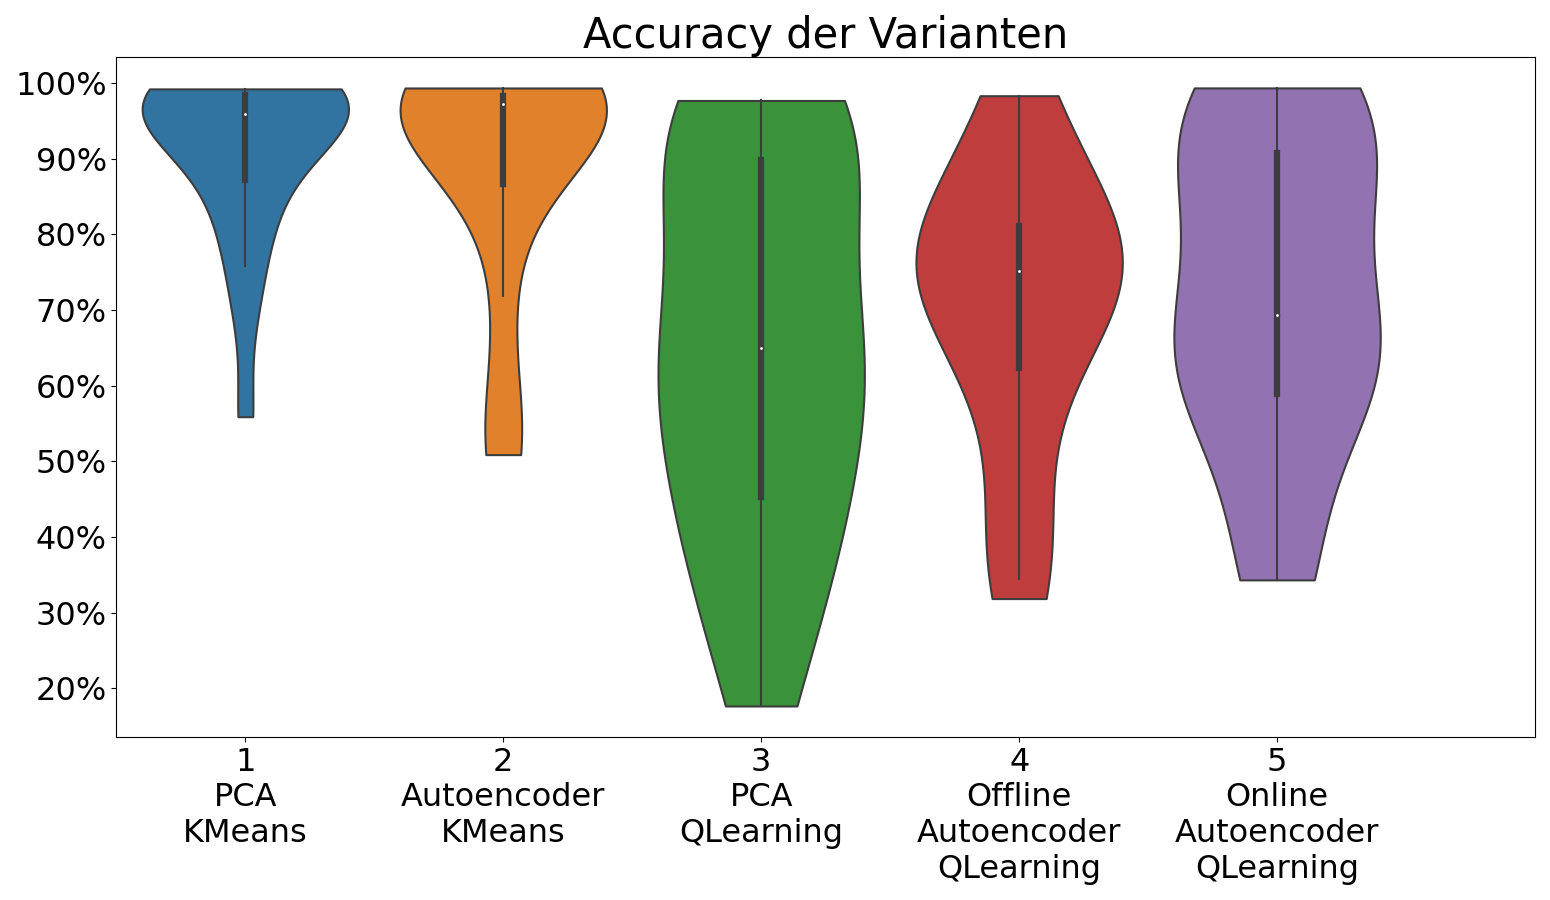 Accuracy der Varianten
100%
90%
80%
70%
60%
50%
40%
30%
20%
1
PCA
KMeans
2
Autoencoder
KMeans
3
PCA
QLearning
4
Offline
Autoencoder
QLearning
5
Online
Autoencoder
QLearning